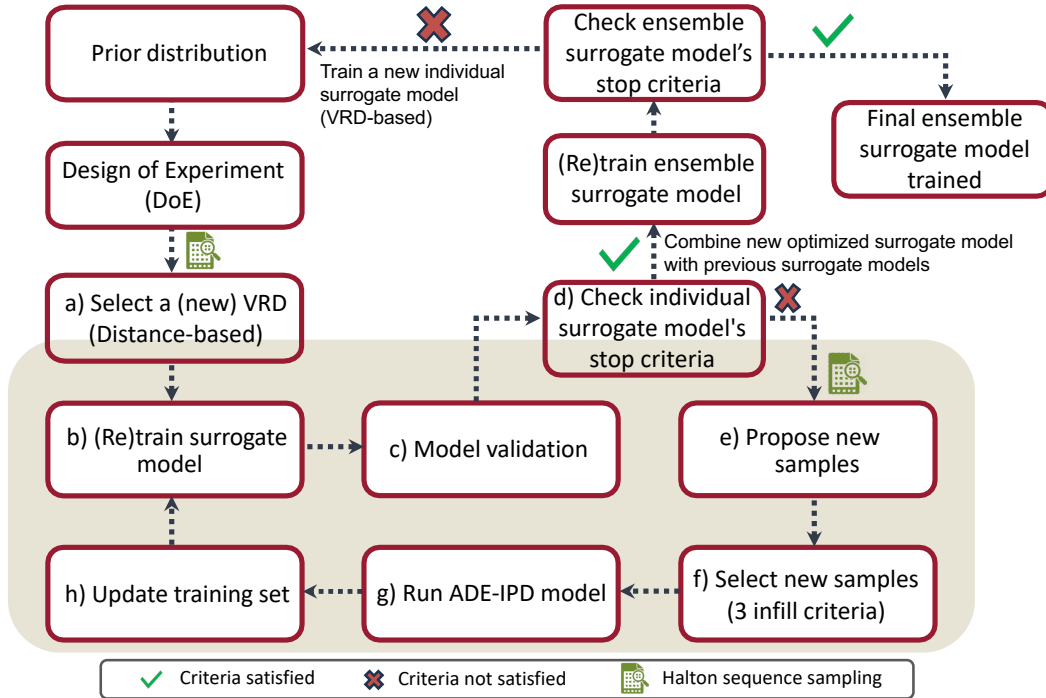 Prior distribution
Train a new individual
surrogate model
(VRD-based)
Check ensemble
surrogate model’s
stop criteria
Final ensemble
surrogate model
trained
Design of Experiment
(DoE)
(Re)train ensemble
surrogate model
Combine new optimized surrogate model
with previous surrogate models
a) Select a (new) VRD
(Distance-based)
d) Check individual
surrogate model's
stop criteria
b) (Re)train surrogate
model
c) Model validation
e) Propose new
samples
h) Update training set
g) Run ADE-IPD model
f) Select new samples
(3 infill criteria)
Criteria satisfied
Criteria not satisfied
Halton sequence sampling